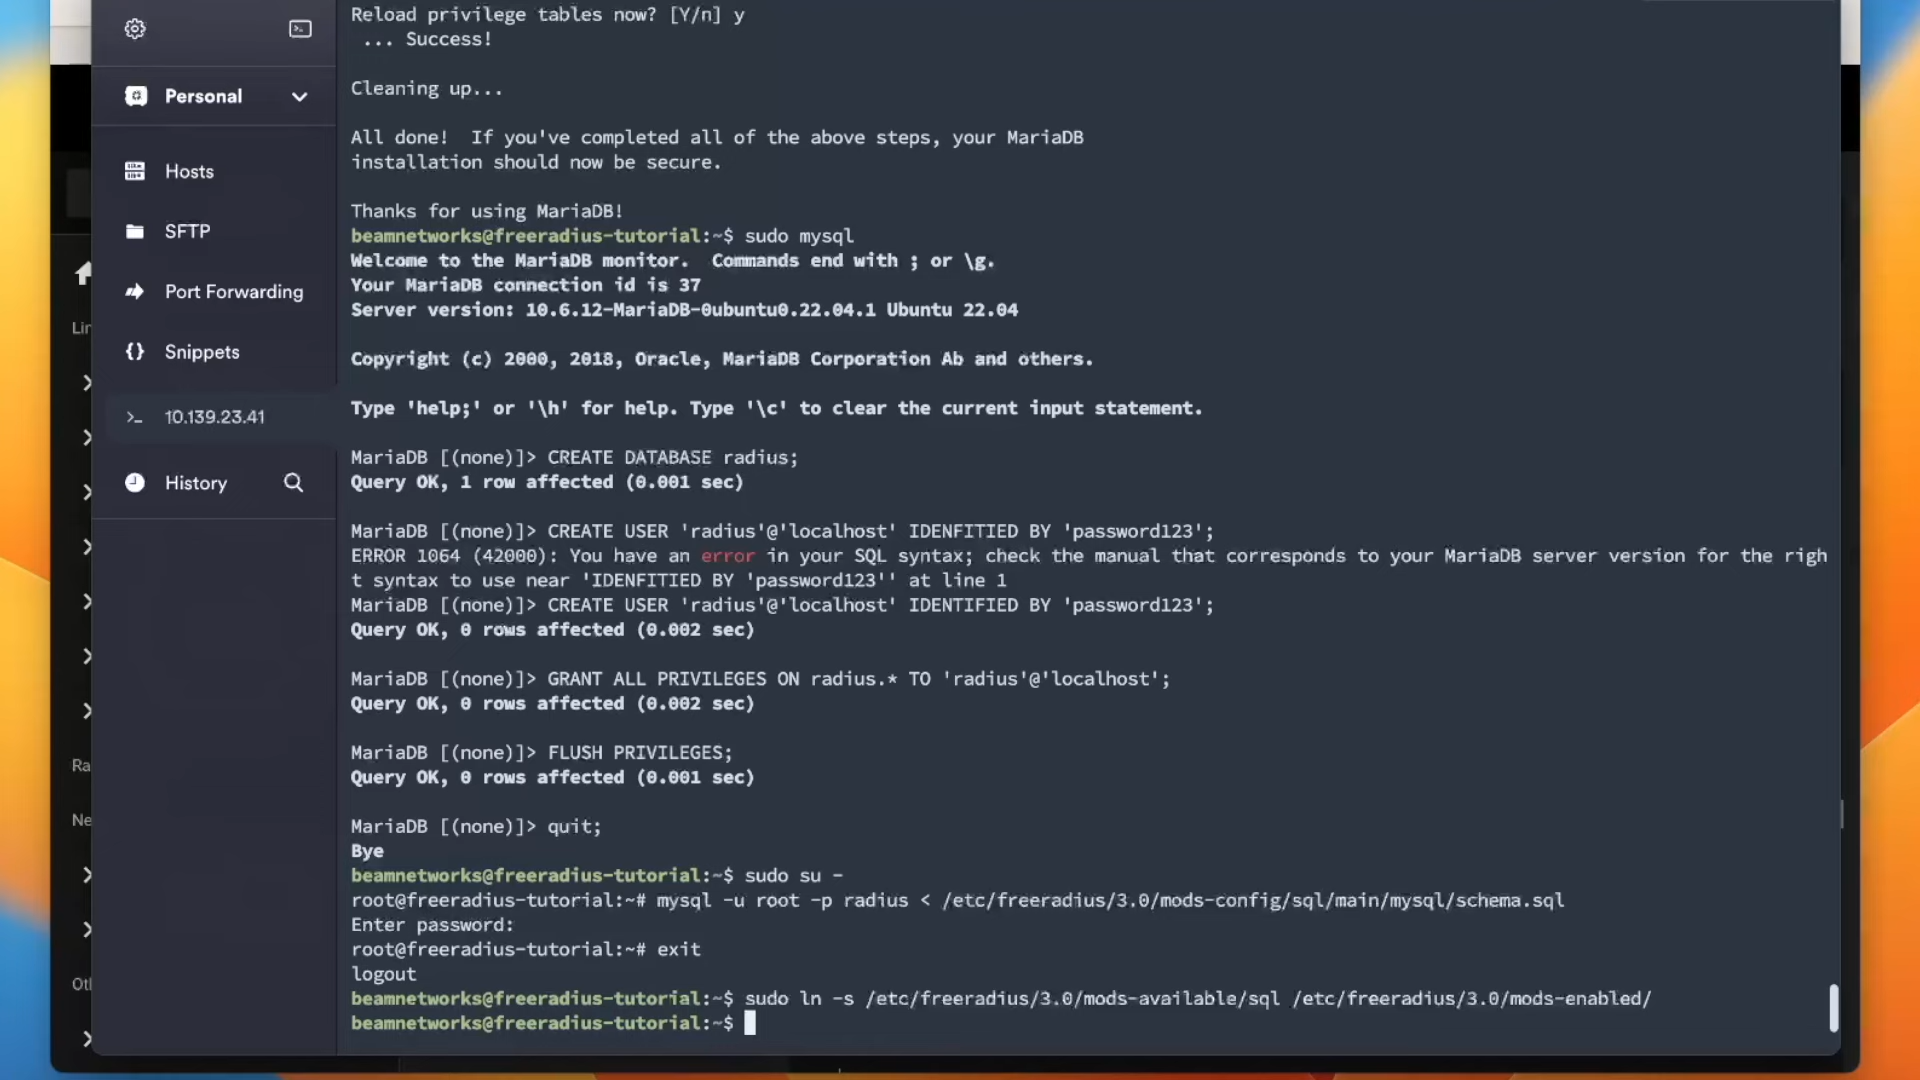 Reload privilege tables now? [Y/n] y
... Success!
Cleaning up...
All done!  If you've completed all of the above steps, your MariaDB
installation should now be secure.
Thanks for using MariaDB!
beamnetworks@freeradius-tutorial:~$ sudo mysql
Welcome to the MariaDB monitor.  Commands end with ; or \g.
Your MariaDB connection id is 37
Server version: 10.6.12-MariaDB-0ubuntu0.22.04.1 Ubuntu 22.04
Copyright (c) 2000, 2018, Oracle, MariaDB Corporation Ab and others.
Type 'help;' or '\h' for help. Type '\c' to clear the current input statement.
MariaDB [(none)]> CREATE DATABASE radius;
Query OK, 1 row affected (0.001 sec)
MariaDB [(none)]> CREATE USER 'radius'@'localhost' IDENFITIED BY 'password123';
ERROR 1064 (42000): You have an error in your SQL syntax; check the manual that corresponds to your MariaDB server version for the righ
t syntax to use near 'IDENFITIED BY 'password123'' at line 1
MariaDB [(none)]> CREATE USER 'radius'@'localhost' IDENTIFIED BY 'password123';
Query OK, 0 rows affected (0.002 sec)
MariaDB [(none)]> GRANT ALL PRIVILEGES ON radius.* TO 'radius'@'localhost';
Query OK, 0 rows affected (0.002 sec)
MariaDB [(none)]> FLUSH PRIVILEGES;
Query OK, 0 rows affected (0.001 sec)
MariaDB [(none)]> quit;
Bye
beamnetworks@freeradius-tutorial:~$ sudo su -
root@freeradius-tutorial:~# mysql -u root -p radius < /etc/freeradius/3.0/mods-config/sql/main/mysql/schema.sql
Enter password:
root@freeradius-tutorial:~# exit
logout
beamnetworks@freeradius-tutorial:~$ sudo ln -s /etc/freeradius/3.0/mods-available/sql /etc/freeradius/3.0/mods-enabled/
beamnetworks@freeradius-tutorial:~$
Personal
Hosts
SFTP
Port Forwarding
Snippets
10.139.23.41
History